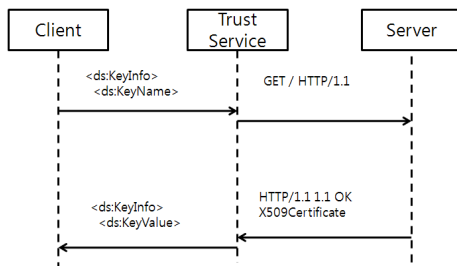 Client
Trust
Service
Server
<ds:KeyInfo>
<ds:KeyName>
GET / HTTP/1.1
HTTP/1.1 1.1 OK
X509Certificate
<ds:KeyInfo>
<ds:KeyValue>